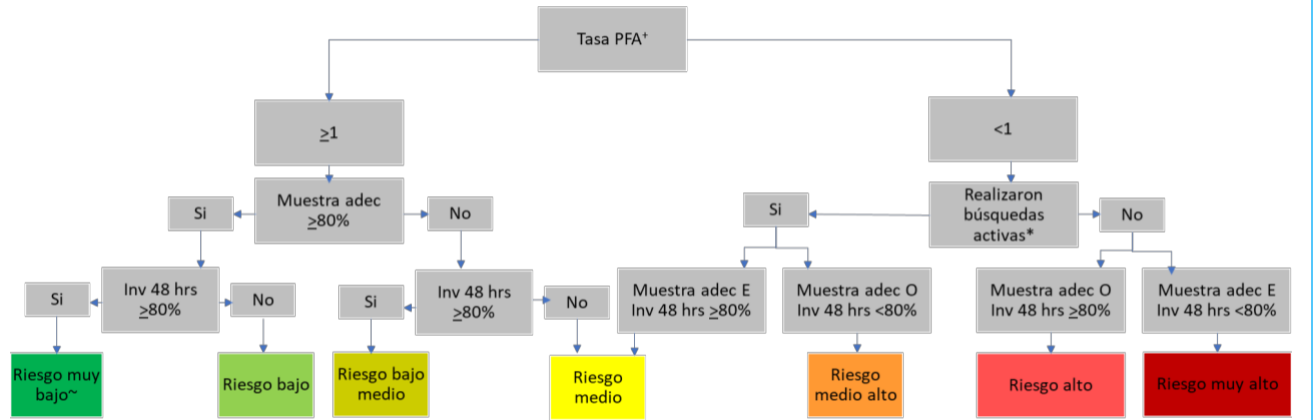 Tasa PFA⁺
≥1
<1
Muestra adec
≥80%
Si
No
Realizaron
búsquedas
activas*
Si
No
Inv 48 hrs
≥80%
Si
No
Inv 48 hrs
≥80%
Si
No
Muestra adec E
Inv 48 hrs ≥80%
Muestra adec O
Inv 48 hrs <80%
Muestra adec O
Inv 48 hrs ≥80%
Muestra adec E
Inv 48 hrs <80%
Riesgo muy
bajo~
Riesgo bajo
Riesgo bajo
medio
Riesgo
medio
Riesgo
medio alto
Riesgo alto
Riesgo muy alto